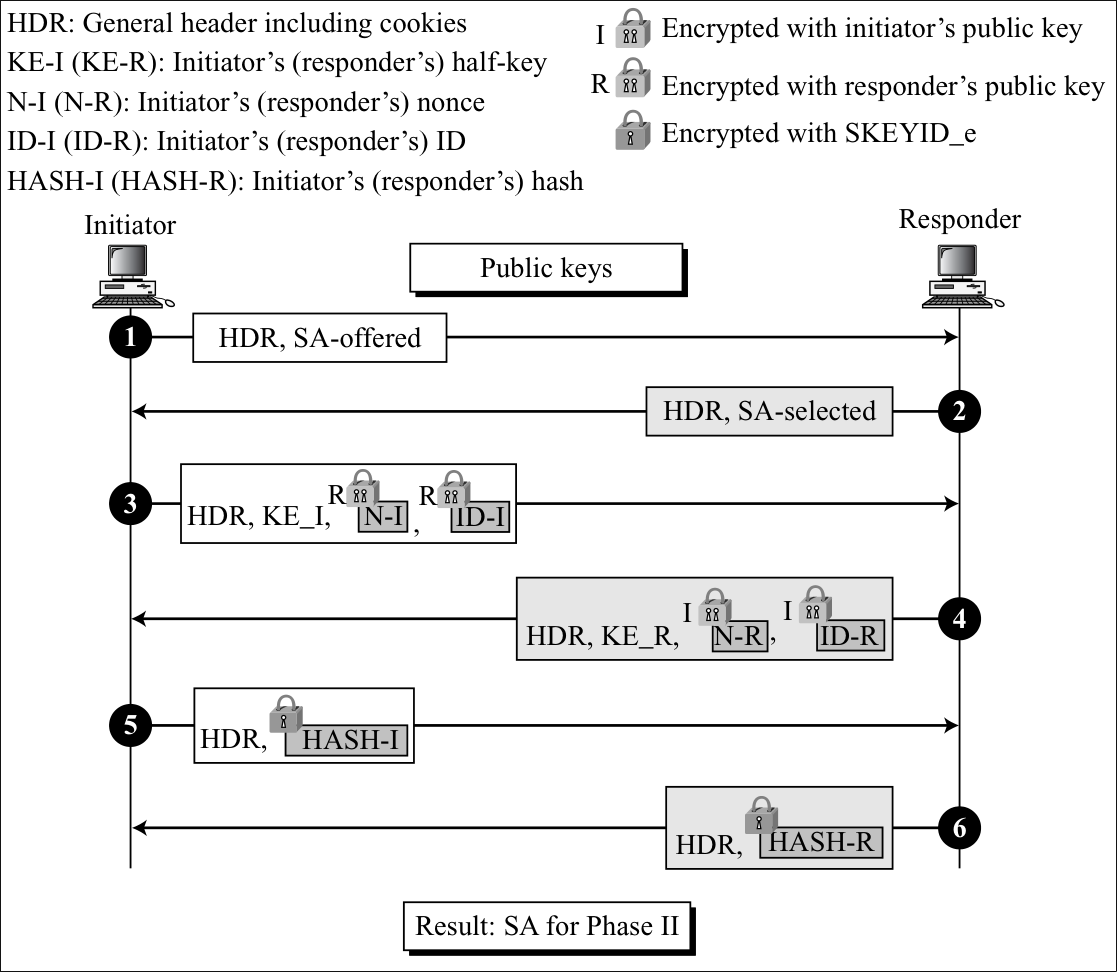 HDR: General header including cookies
KE-I (KE-R): Initiator's (responder's) half-key
N-I (N-R): Initiator's (responder's) nonce
ID-I (ID-R): Initiator's (responder's) ID
HASH-I (HASH-R): Initiator's (responder's) hash
I Encrypted with initiator's public key
R Encrypted with responder's public key
Encrypted with SKEYID_e
Initiator
Responder
Public keys
1 HDR, SA-offered
HDR, SA-selected 2
3 HDR, KE_I, R N-I , R ID-I
HDR, KE_R, I N-R, I ID-R 4
5 HDR, HASH-I
HDR, HASH-R 6
Result: SA for Phase II